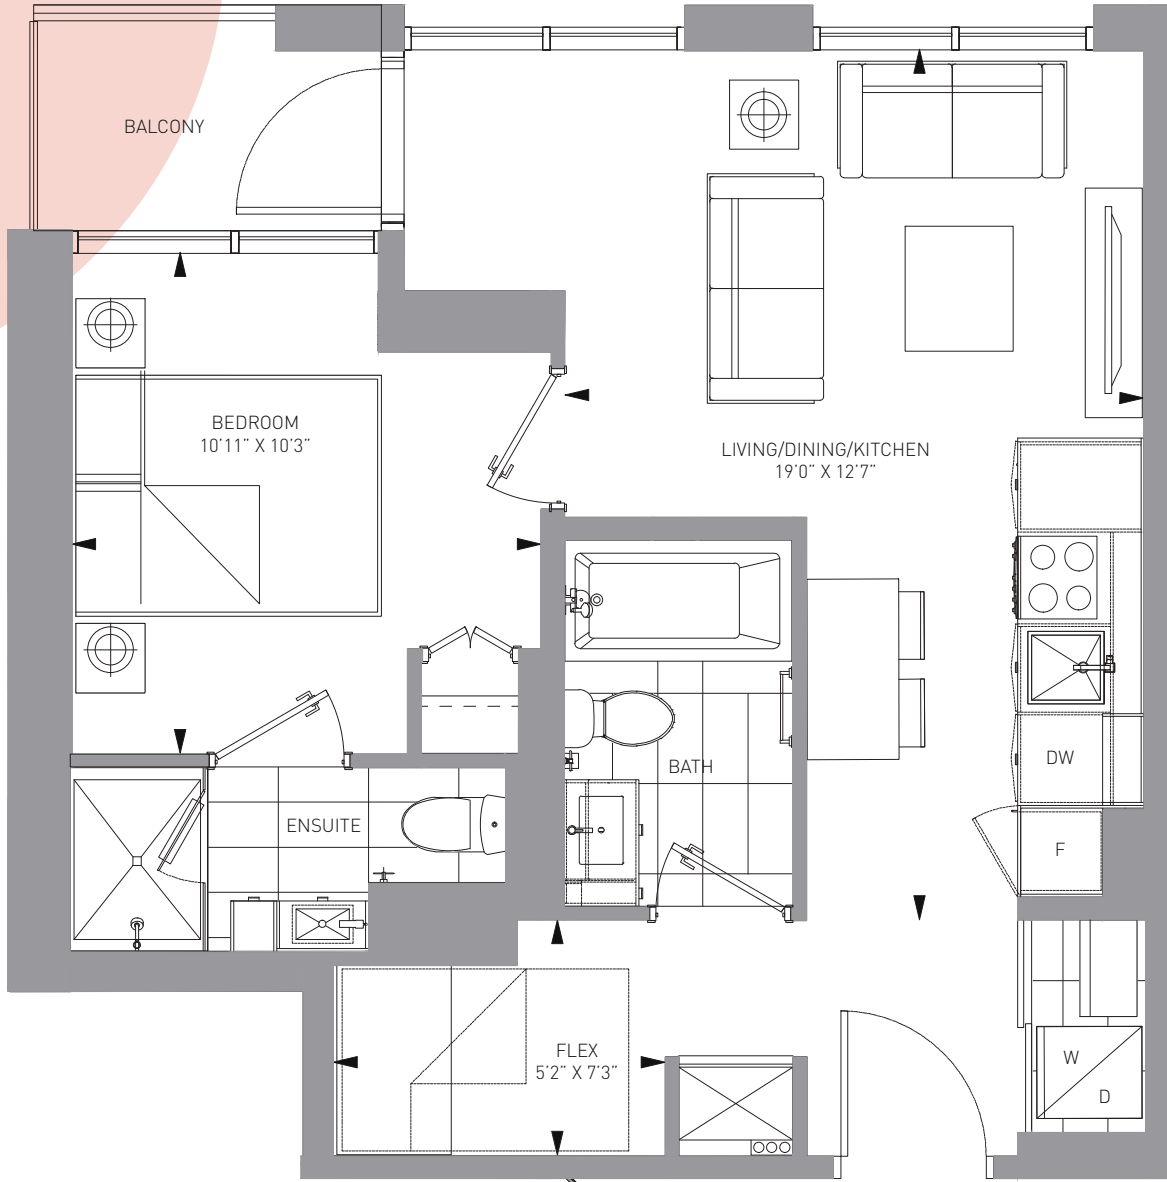 BALCONY
BEDROOM
10'11" X 10'3"
LIVING/DINING/KITCHEN
19'0" X 12'7"
DW
BATH
ENSUITE
F
FLEX
5'2" X 7'3"
W
D